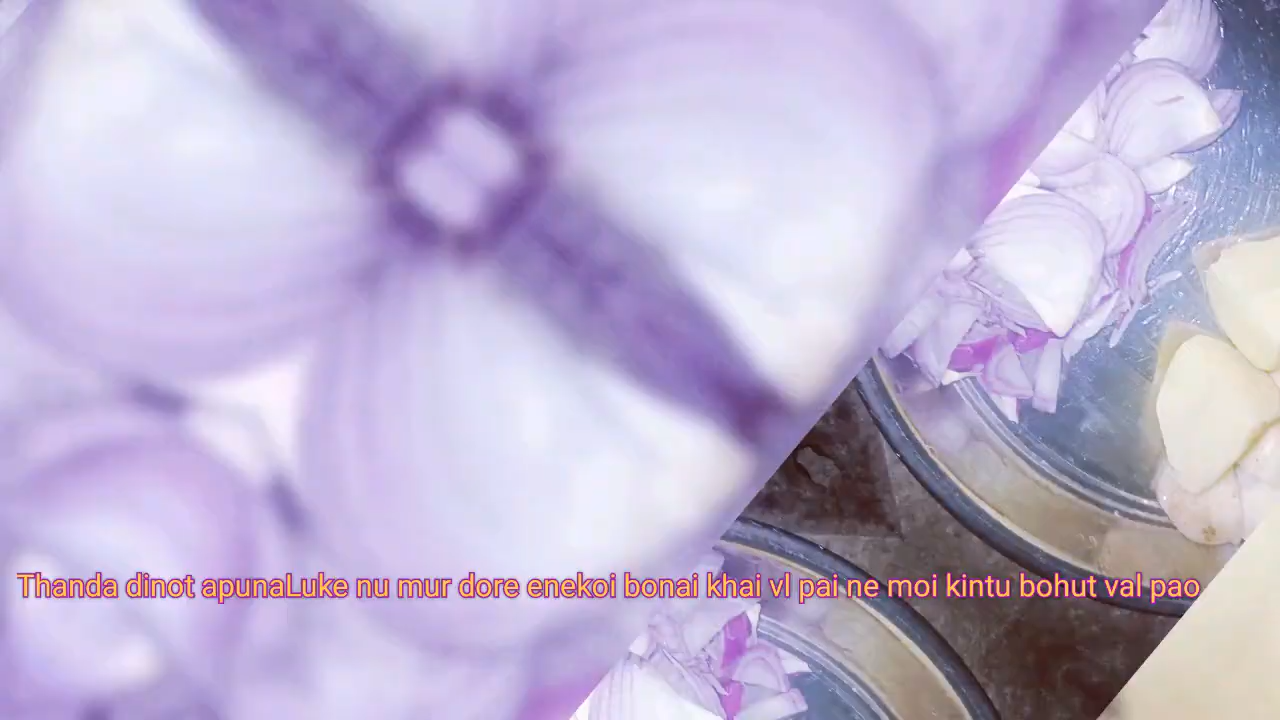 Thanda dinot apunaLuke nu mur dore enekoi bonai khai vl pai ne moi kintu bohut val pao